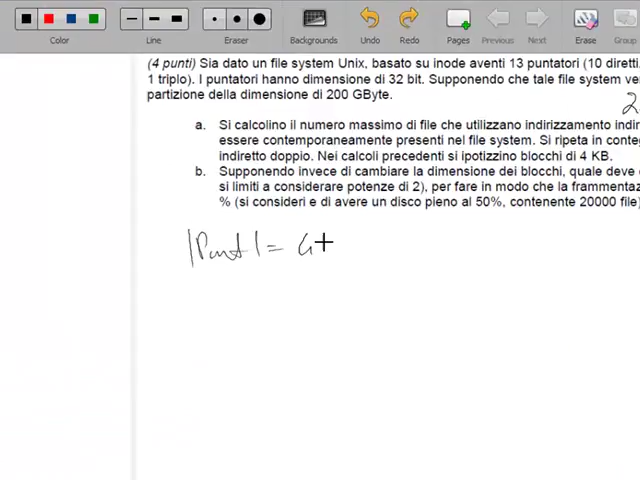 Color
Line
Eraser
Backgrounds
Undo
Redo
Pages
Previous
Next
Erase
(4 punti) Sia dato un file system Unix, basato su inode aventi 13 puntatori (10 diretti,
1 triplo). I puntatori hanno dimensione di 32 bit. Supponendo che tale file system ve
partizione della dimensione di 200 GByte.
2
a. Si calcolino il numero massimo di file che utilizzano indirizzamento indir
essere contemporaneamente presenti nel file system. Si ripeta in conteg
indiretto doppio. Nei calcoli precedenti si ipotizzino blocchi di 4 KB.
b. Supponendo invece di cambiare la dimensione dei blocchi, quale deve
si limiti a considerare potenze di 2), per fare in modo che la frammenta
% (si consideri e di avere un disco pieno al 50%, contenente 20000 file)
|Punt| = 4